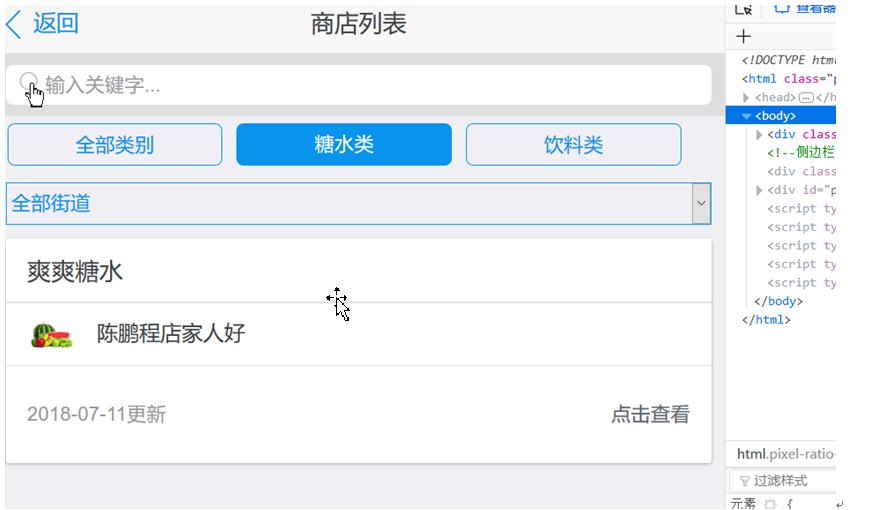 返回
商店列表
输入关键字...
全部类别 糖水类 饮料类
全部街道
爽爽糖水
陈鹏程店家人好
2018-07-11更新 点击查看
查看器
+
<!DOCTYPE htm
<html class="p
<head> </h
<body>
<div class
<!--侧边栏
<div class
<div id="p
<script ty
<script ty
<script ty
<script ty
<script ty
</body>
</html>
html.pixel-ratio-
过滤样式
元素 {